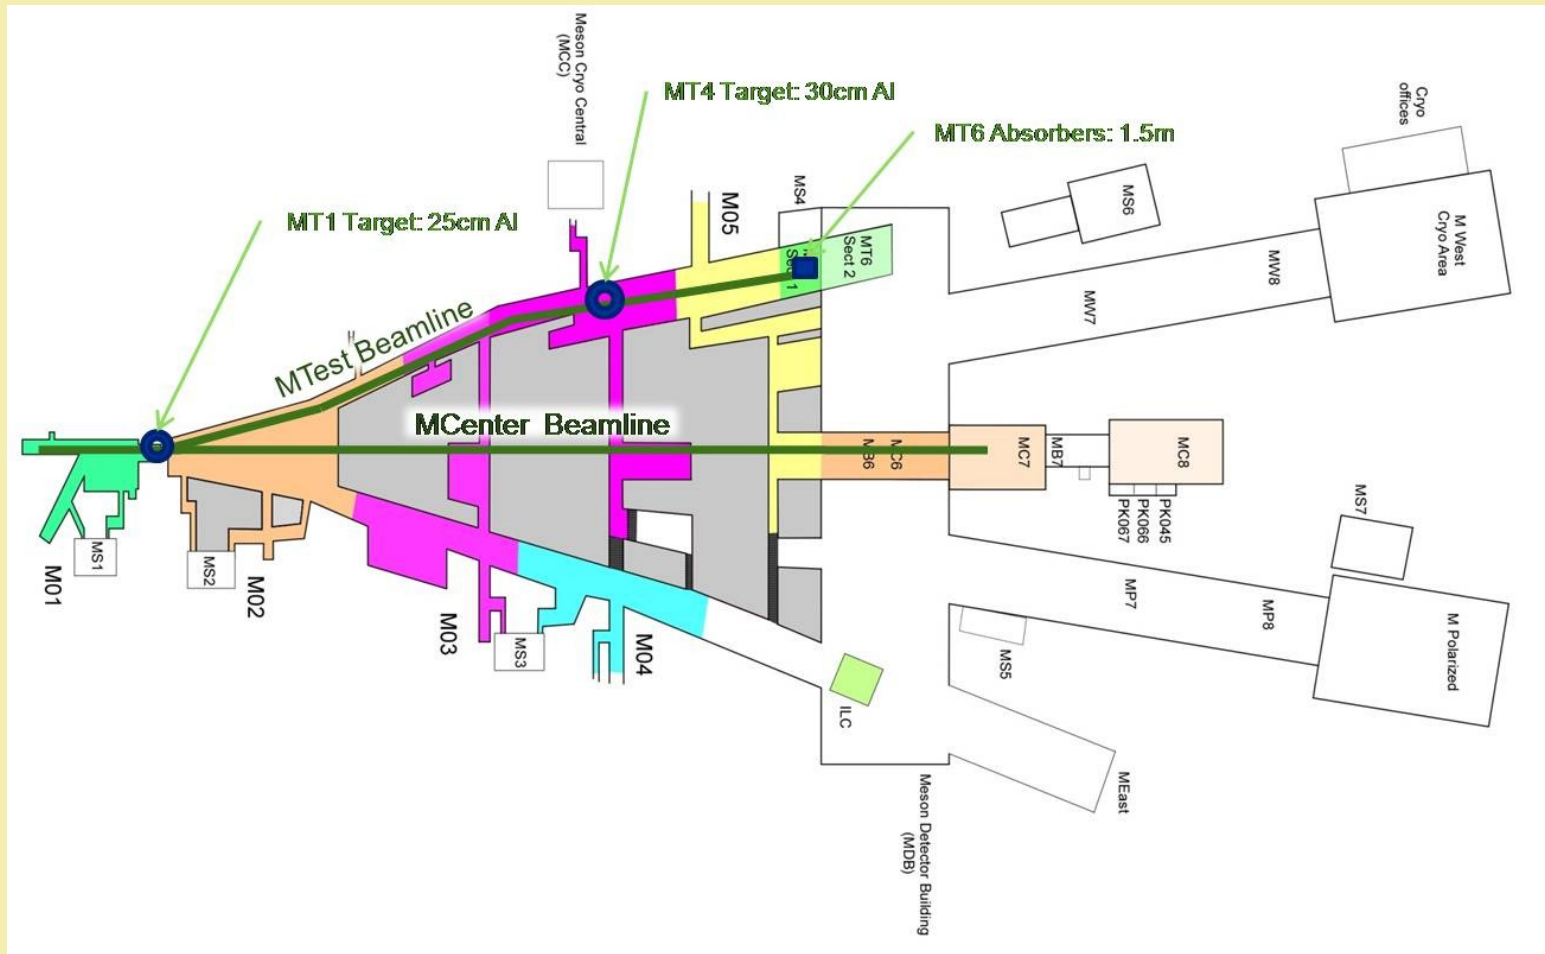 Meson Cryo Central
(MCC)
MT4 Target: 30cm Al
MT6 Absorbers: 1.5m
Cryo
offices
MT1 Target: 25cm Al
M05
MS4
MS6
M West
Cryo Area
MT6
Sect 2
1
MW8
MW7
MTest Beamline
MCenter Beamline
MC6
MC7
MB7
MC8
PK067
PK066
PK045
MS7
M01
MS1
MS2
M02
M03
MS3
M04
MP7
MP8
M Polarized
MS5
ILC
MEast
Meson Detector Building
(MDB)